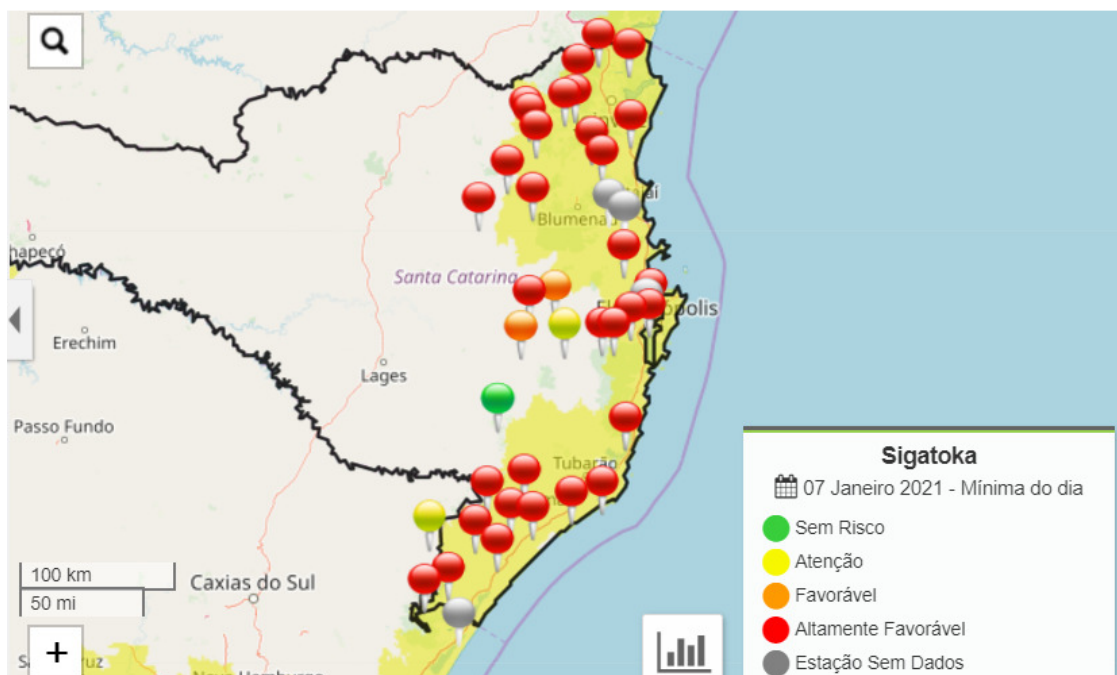 Blumena
Santa Catarina
hapecó
Erechim
Lages
Passo Fundo
Tubarão
100 km
50 mi
Caxias do Sul
+
Sigatoka
07 Janeiro 2021 - Mínima do dia
Sem Risco
Atenção
Favorável
Altamente Favorável
Estação Sem Dados